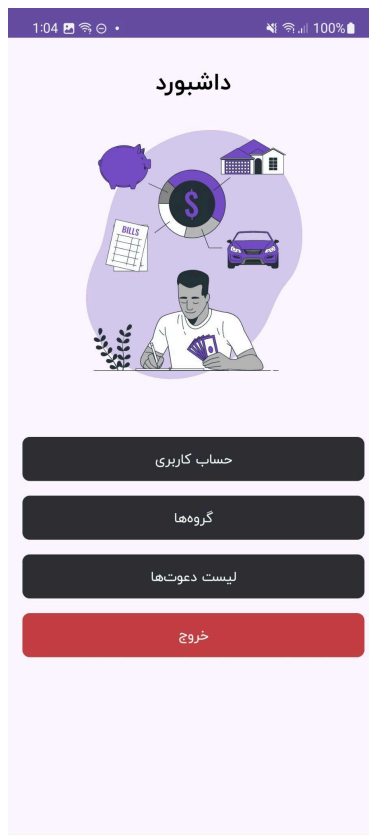 1:04 100%
داشبورد
$
BILLS
حساب کاربری
گروه‌ها
لیست دعوت‌ها
خروج